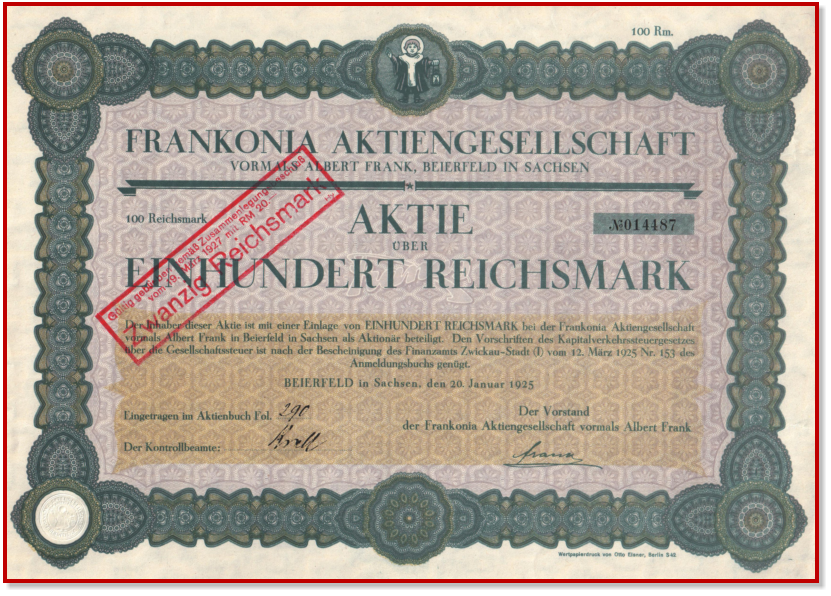 100 Rm.
FRANKONIA AKTIENGESELLSCHAFT
VORMALS ALBERT FRANK, BEIERFELD IN SACHSEN
100 Reichsmark
AKTIE
№014487
ÜBER
EINHUNDERT REICHSMARK
Gültig geblieben gemäß Zusammenlegungsbeschluß
vom 19. März 1927 mit RM 20.-
Zwanzig Reichsmark
Der Inhaber dieser Aktie ist mit einer Einlage von EINHUNDERT REICHSMARK bei der Frankonia Aktiengesellschaft
vormals Albert Frank in Beierfeld in Sachsen als Aktionär beteiligt. Den Vorschriften des Kapitalverkehrssteuergesetzes
über die Gesellschaftssteuer ist nach der Bescheinigung des Finanzamts Zwickau-Stadt (I) vom 12. März 1925 Nr. 153 des
Anmeldungsbuchs genügt.
BEIERFELD in Sachsen, den 20. Januar 1925
Eingetragen im Aktienbuch Fol. 290
Der Vorstand
der Frankonia Aktiengesellschaft vormals Albert Frank
Der Kontrollbeamte:
Frank
Wertpapierdruck von Otto Elsner, Berlin S 42